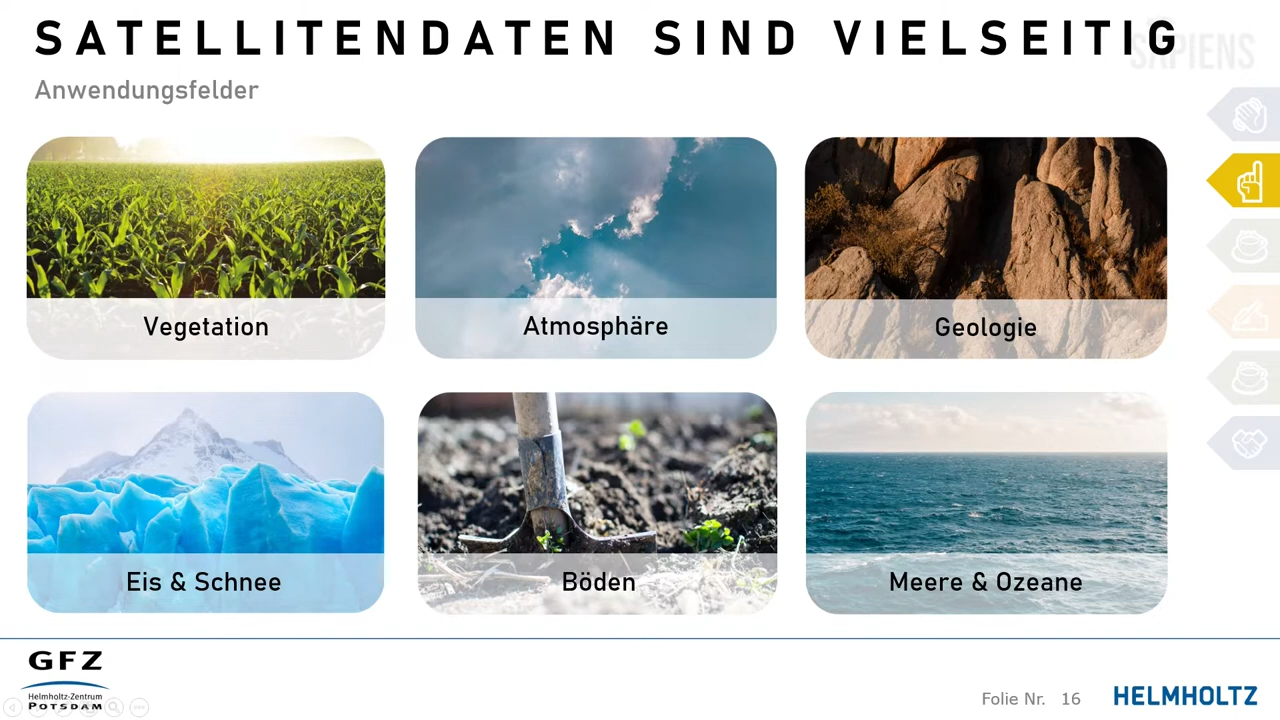 SATELLITENDATEN SIND VIELSEITIG
SAPIENS
Anwendungsfelder
Vegetation
Atmosphäre
Geologie
Eis & Schnee
Böden
Meere & Ozeane
GFZ
Helmholtz-Zentrum
POTSDAM
Folie Nr. 16
HELMHOLTZ